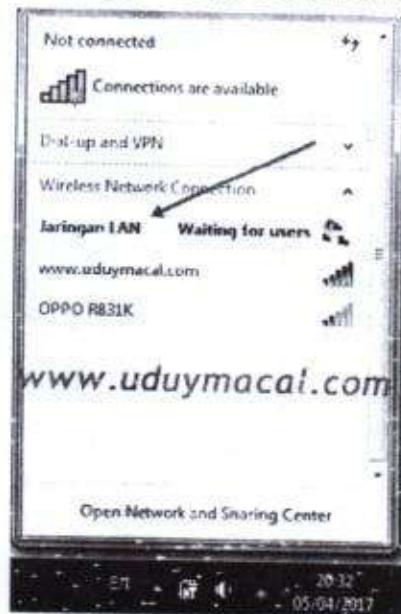 Not connected
Connections are available
Dial-up and VPN
Wireless Network Connection
Jaringan LAN Waiting for users
www.uduymacal.com
OPPO R831K
www.uduymacal.com
Open Network and Sharing Center
20:32
05/04/2017